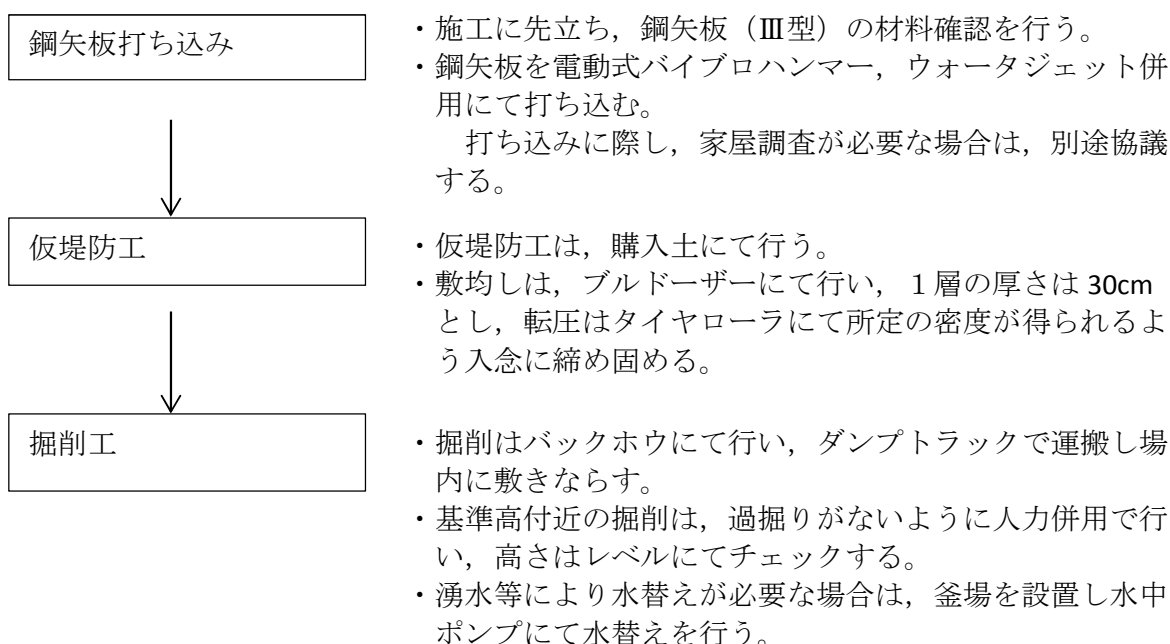 鋼矢板打ち込み
・施工に先立ち，鋼矢板（Ⅲ型）の材料確認を行う。
・鋼矢板を電動式バイブロハンマー，ウォータジェット併
用にて打ち込む。
　打ち込みに際し，家屋調査が必要な場合は，別途協議
する。
仮堤防工
・仮堤防工は，購入土にて行う。
・敷均しは，ブルドーザーにて行い，１層の厚さは 30cm
とし，転圧はタイヤローラにて所定の密度が得られるよ
う入念に締め固める。
掘削工
・掘削はバックホウにて行い，ダンプトラックで運搬し場
内に敷きならす。
・基準高付近の掘削は，過掘りがないように人力併用で行
い，高さはレベルにてチェックする。
・湧水等により水替えが必要な場合は，釜場を設置し水中
ポンプにて水替えを行う。